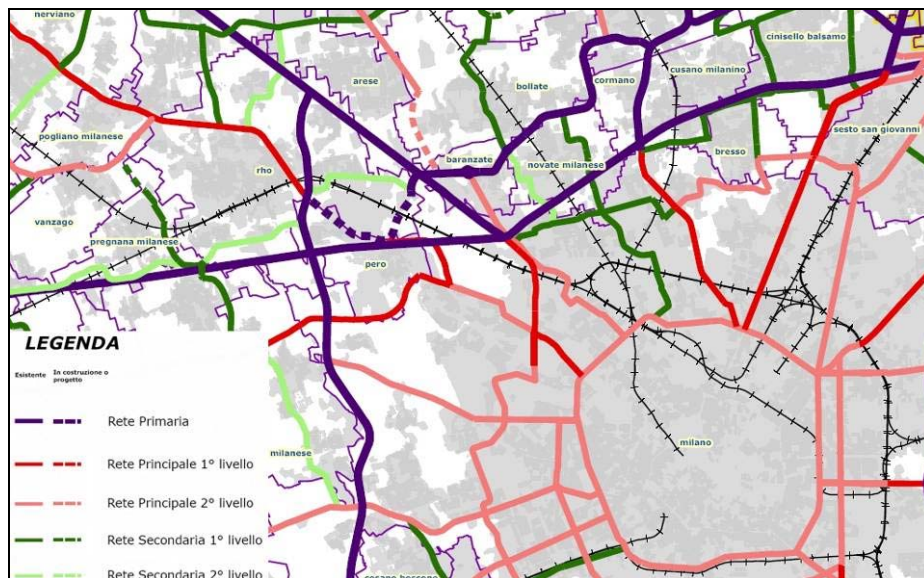 nerviano
cinisello balsamo
arese
bollate
cormano
cusano milanino
pogliano milanese
sesto san giovanni
baranzate
novate milanese
bresso
rho
vanzago
pregnana milanese
pero
LEGENDA
Esistente
In costruzione o
progetto
Rete Primaria
milano
milanese
Rete Principale 1° livello
Rete Principale 2° livello
Rete Secondaria 1° livello
Rete Secondaria 2° livello